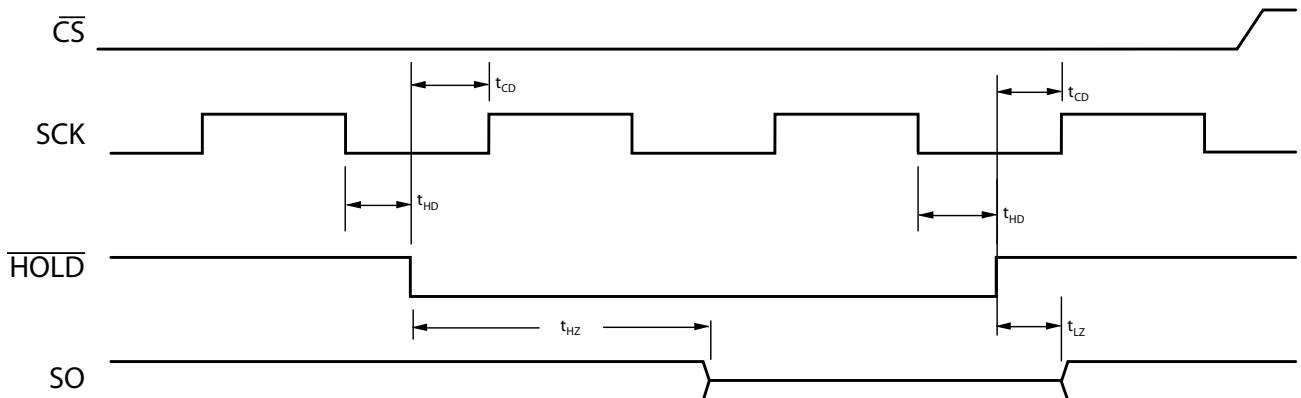 CS
t_CD
t_CD
SCK
t_HD
t_HD
HOLD
t_HZ
t_LZ
SO